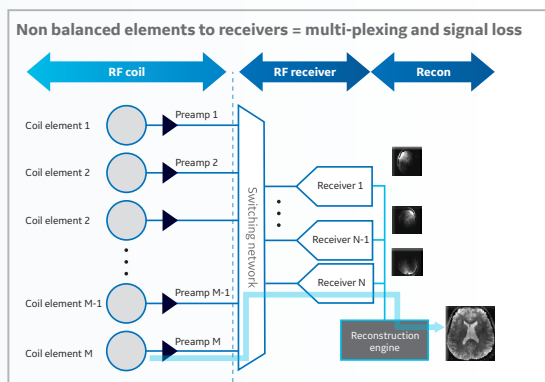 Non balanced elements to receivers = multi-plexing and signal loss
RF coil
RF receiver
Recon
Coil element 1
Preamp 1
Coil element 2
Preamp 2
Coil element 2
Coil element M-1
Preamp M-1
Coil element M
Preamp M
Switching network
Receiver 1
Receiver N-1
Receiver N
Reconstruction
engine